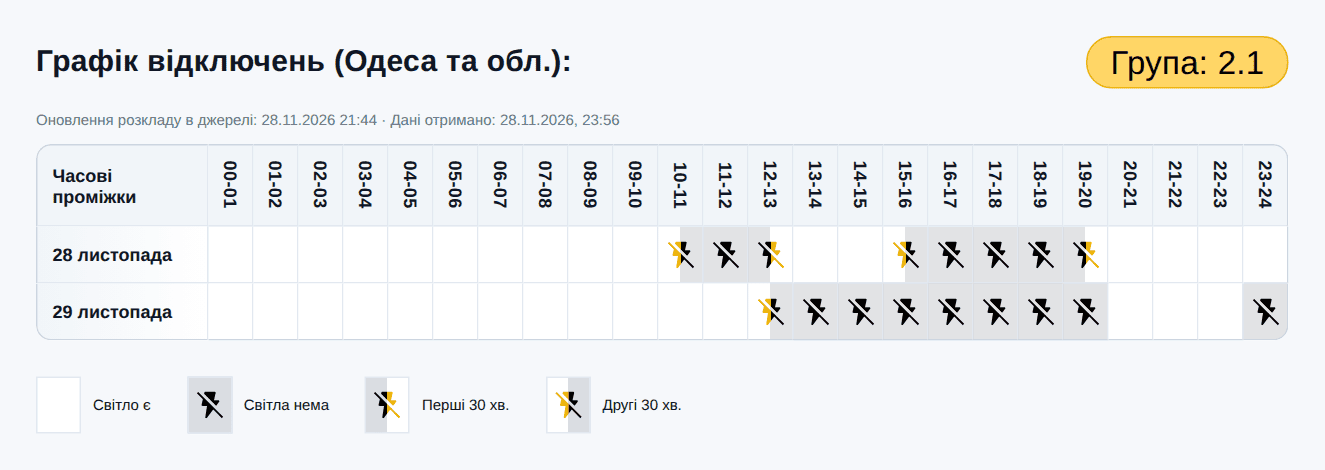 Графік відключень (Одеса та обл.):
Група: 2.1
Оновлення розкладу в джерелі: 28.11.2026 21:44 · Дані отримано: 28.11.2026, 23:56
Часові
проміжки
00-01
01-02
02-03
03-04
04-05
05-06
06-07
07-08
08-09
09-10
10-11
11-12
12-13
13-14
14-15
15-16
16-17
17-18
18-19
19-20
20-21
21-22
22-23
23-24
28 листопада
29 листопада
Світло є
Світла нема
Перші 30 хв.
Другі 30 хв.